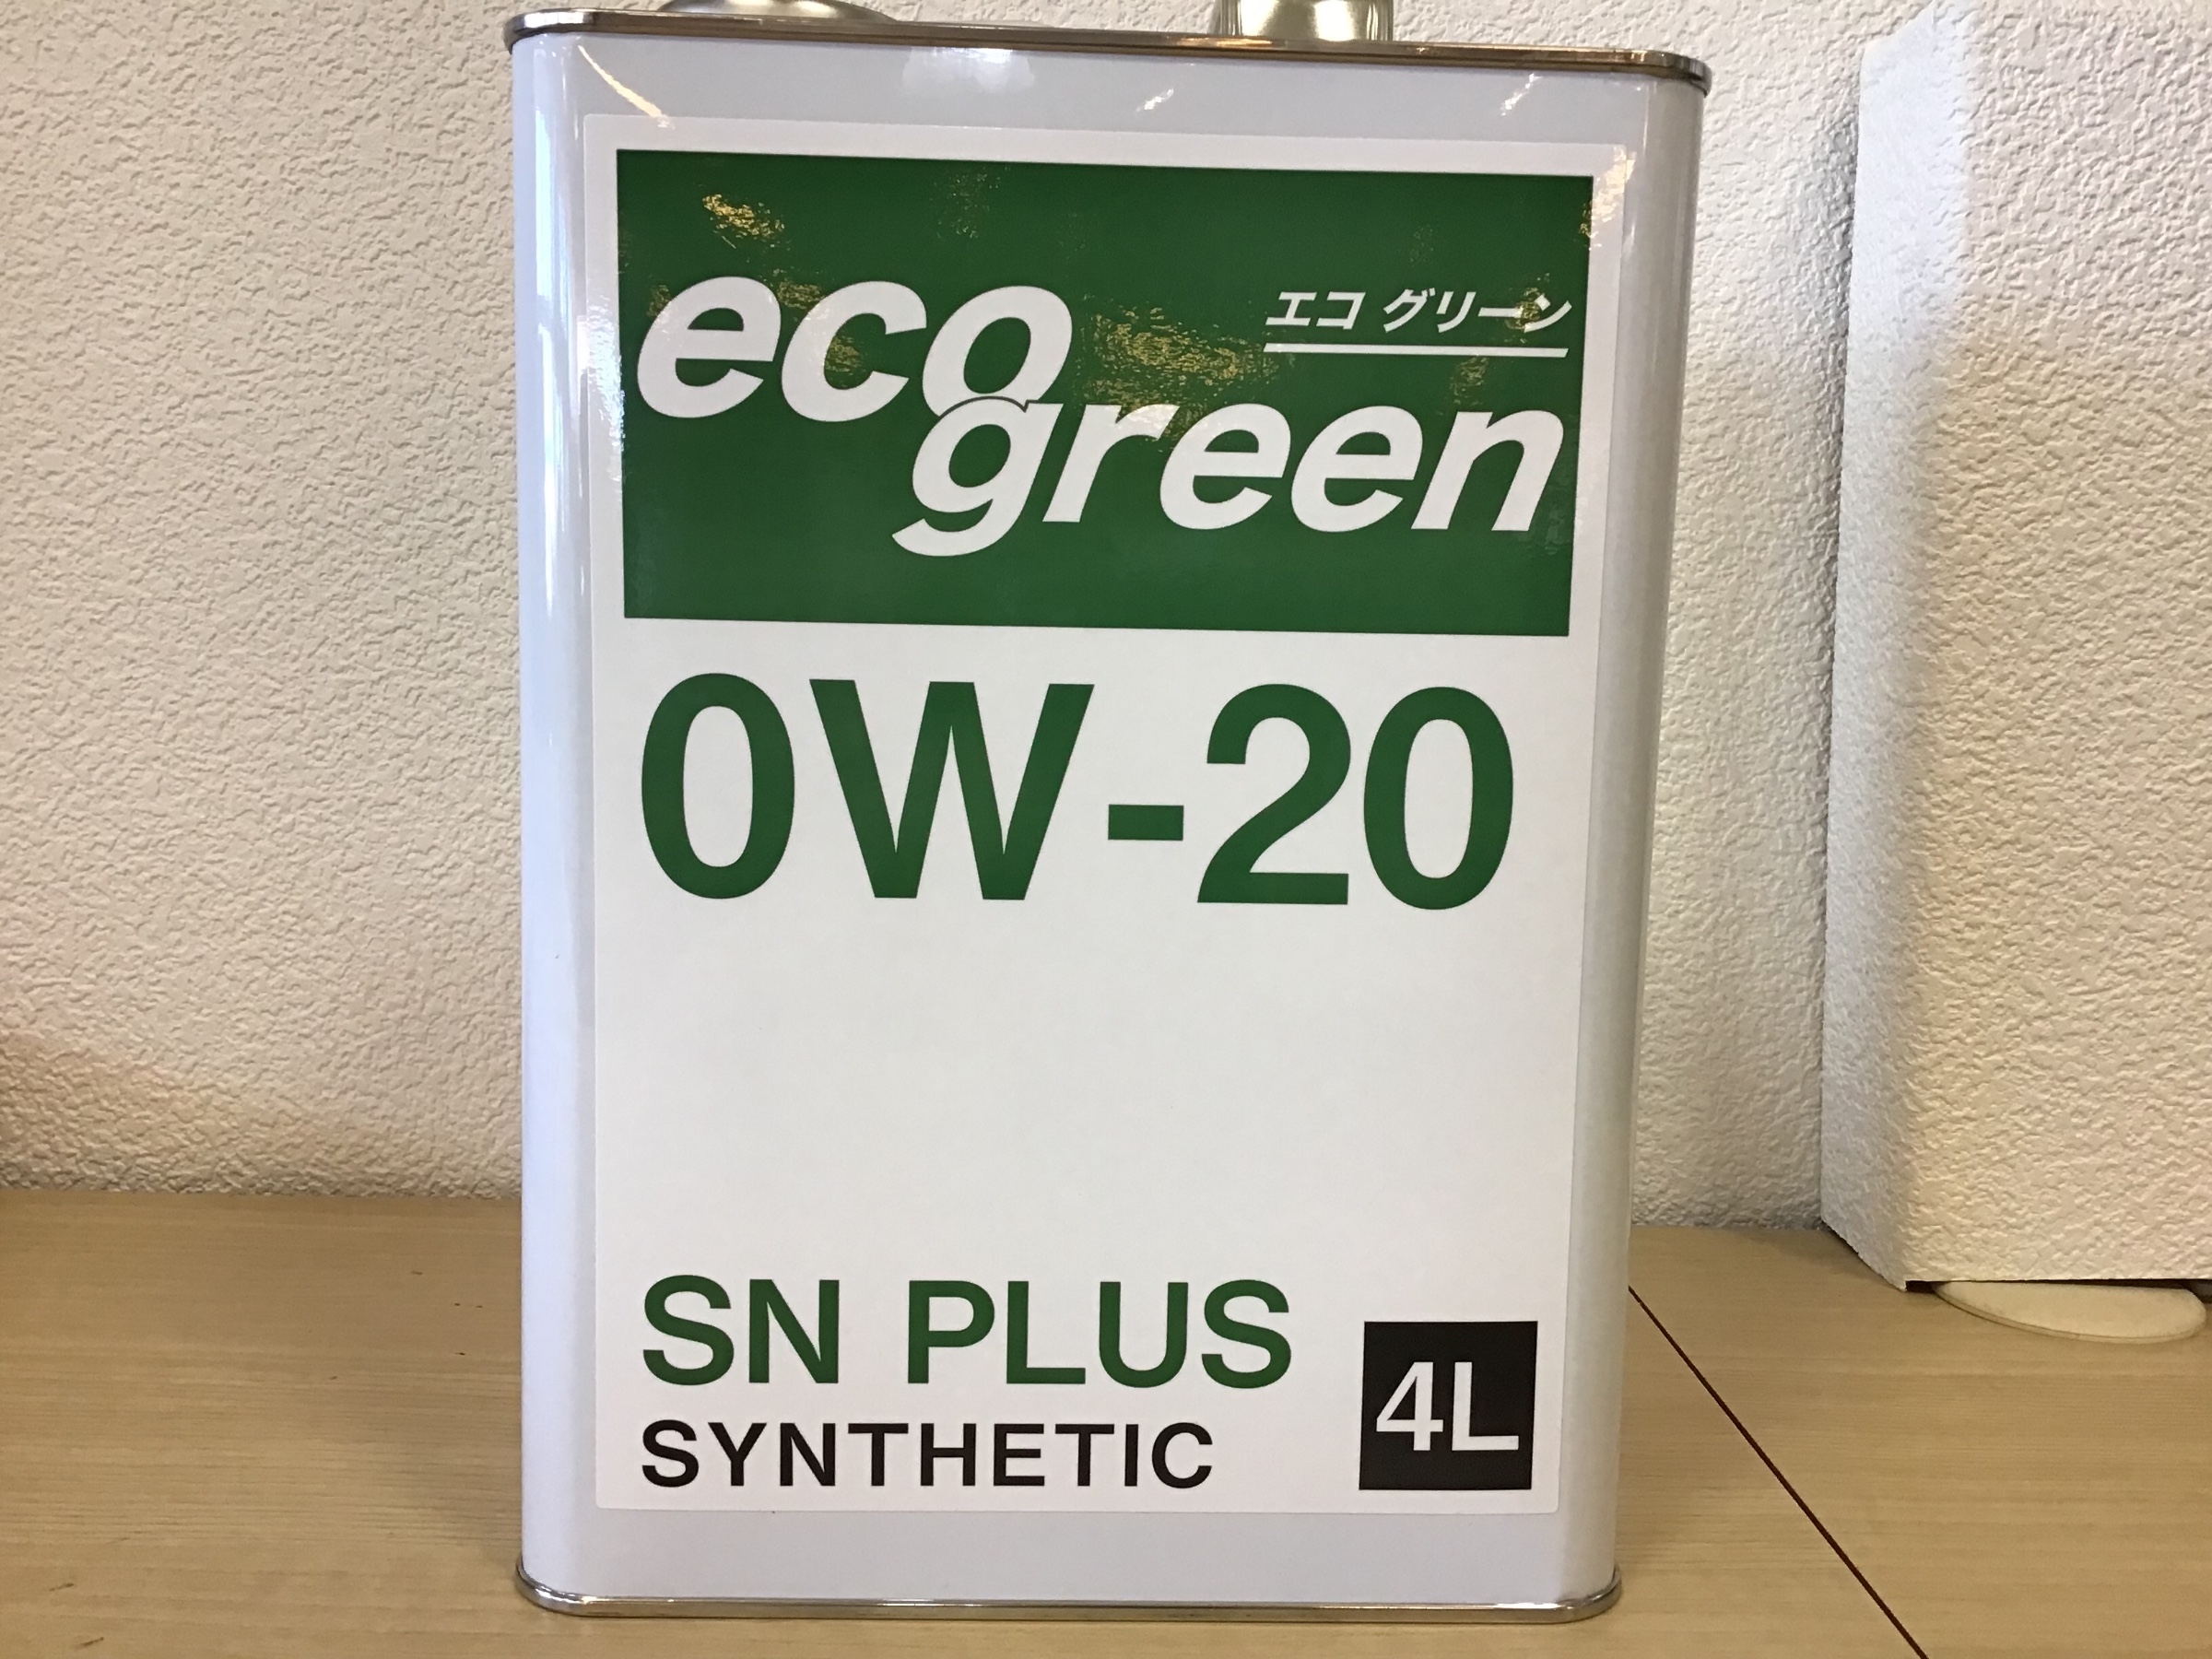 eco
エコ グリーン
green
0W-20
SN PLUS
SYNTHETIC
4L